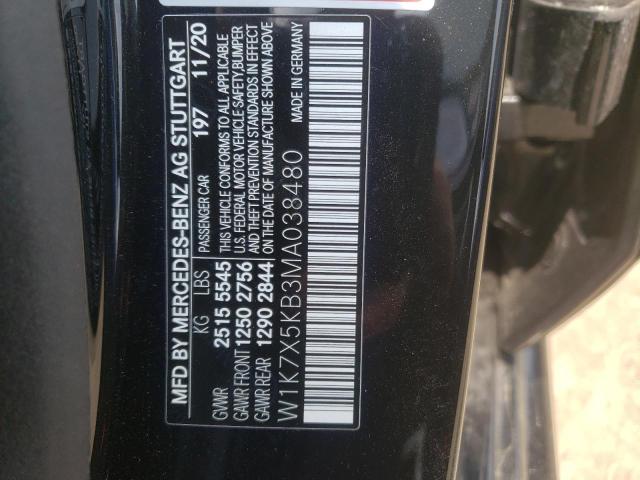 MFD BY MERCEDES-BENZ AG STUTTGART
KG LBS PASSENGER CAR 197 11/20
GVWR 2515 5545 THIS VEHICLE CONFORMS TO ALL APPLICABLE
GAWR FRONT 1250 2756 U.S. FEDERAL MOTOR VEHICLE SAFETY,BUMPER
AND THEFT PREVENTION STANDARDS IN EFFECT
GAWR REAR 1290 2844 ON THE DATE OF MANUFACTURE SHOWN ABOVE
W1K7X5KB3MA038480 MADE IN GERMANY